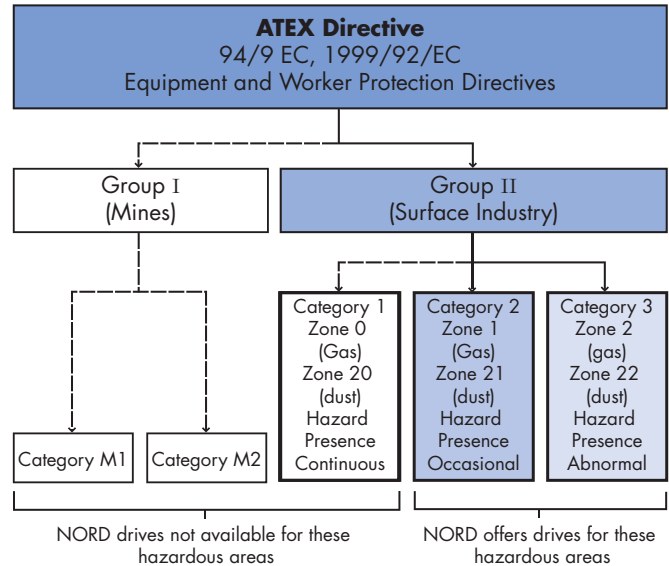 ATEX Directive
94/9 EC, 1999/92/EC
Equipment and Worker Protection Directives
Group I
(Mines)
Group II
(Surface Industry)
Category M1
Category M2
Category 1
Zone 0
(Gas)
Zone 20
(dust)
Hazard
Presence
Continuous
Category 2
Zone 1
(Gas)
Zone 21
(dust)
Hazard
Presence
Occasional
Category 3
Zone 2
(gas)
Zone 22
(dust)
Hazard
Presence
Abnormal
NORD drives not available for these
hazardous areas
NORD offers drives for these
hazardous areas